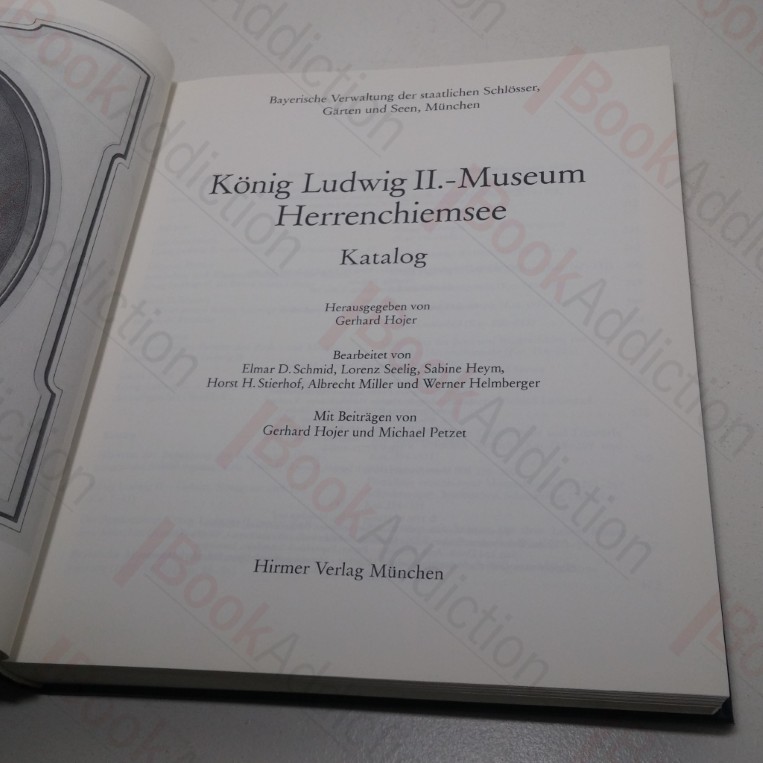 Bayerische Verwaltung der staatlichen Schlösser,
Gärten und Seen, München
König Ludwig II.-Museum
Herrenchiemsee
Katalog
Herausgegeben von
Gerhard Hojer
Bearbeitet von
Elmar D. Schmid, Lorenz Seelig, Sabine Heym,
Horst H. Stierhof, Albrecht Miller und Werner Helmberger
Mit Beiträgen von
Gerhard Hojer und Michael Petzet
Hirmer Verlag München
BookAddiction